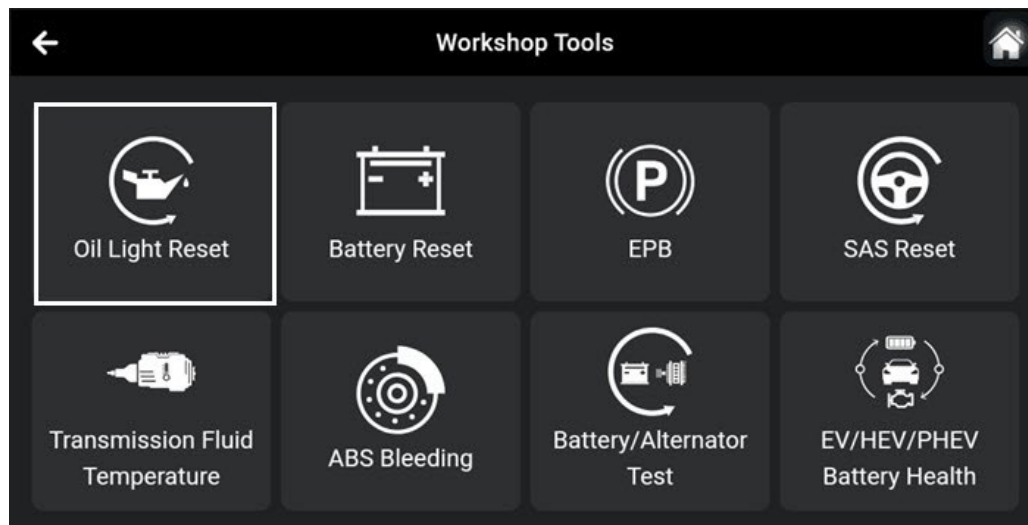 Workshop Tools
Oil Light Reset
Battery Reset
P
EPB
SAS Reset
Transmission Fluid
Temperature
ABS Bleeding
Battery/Alternator
Test
EV/HEV/PHEV
Battery Health